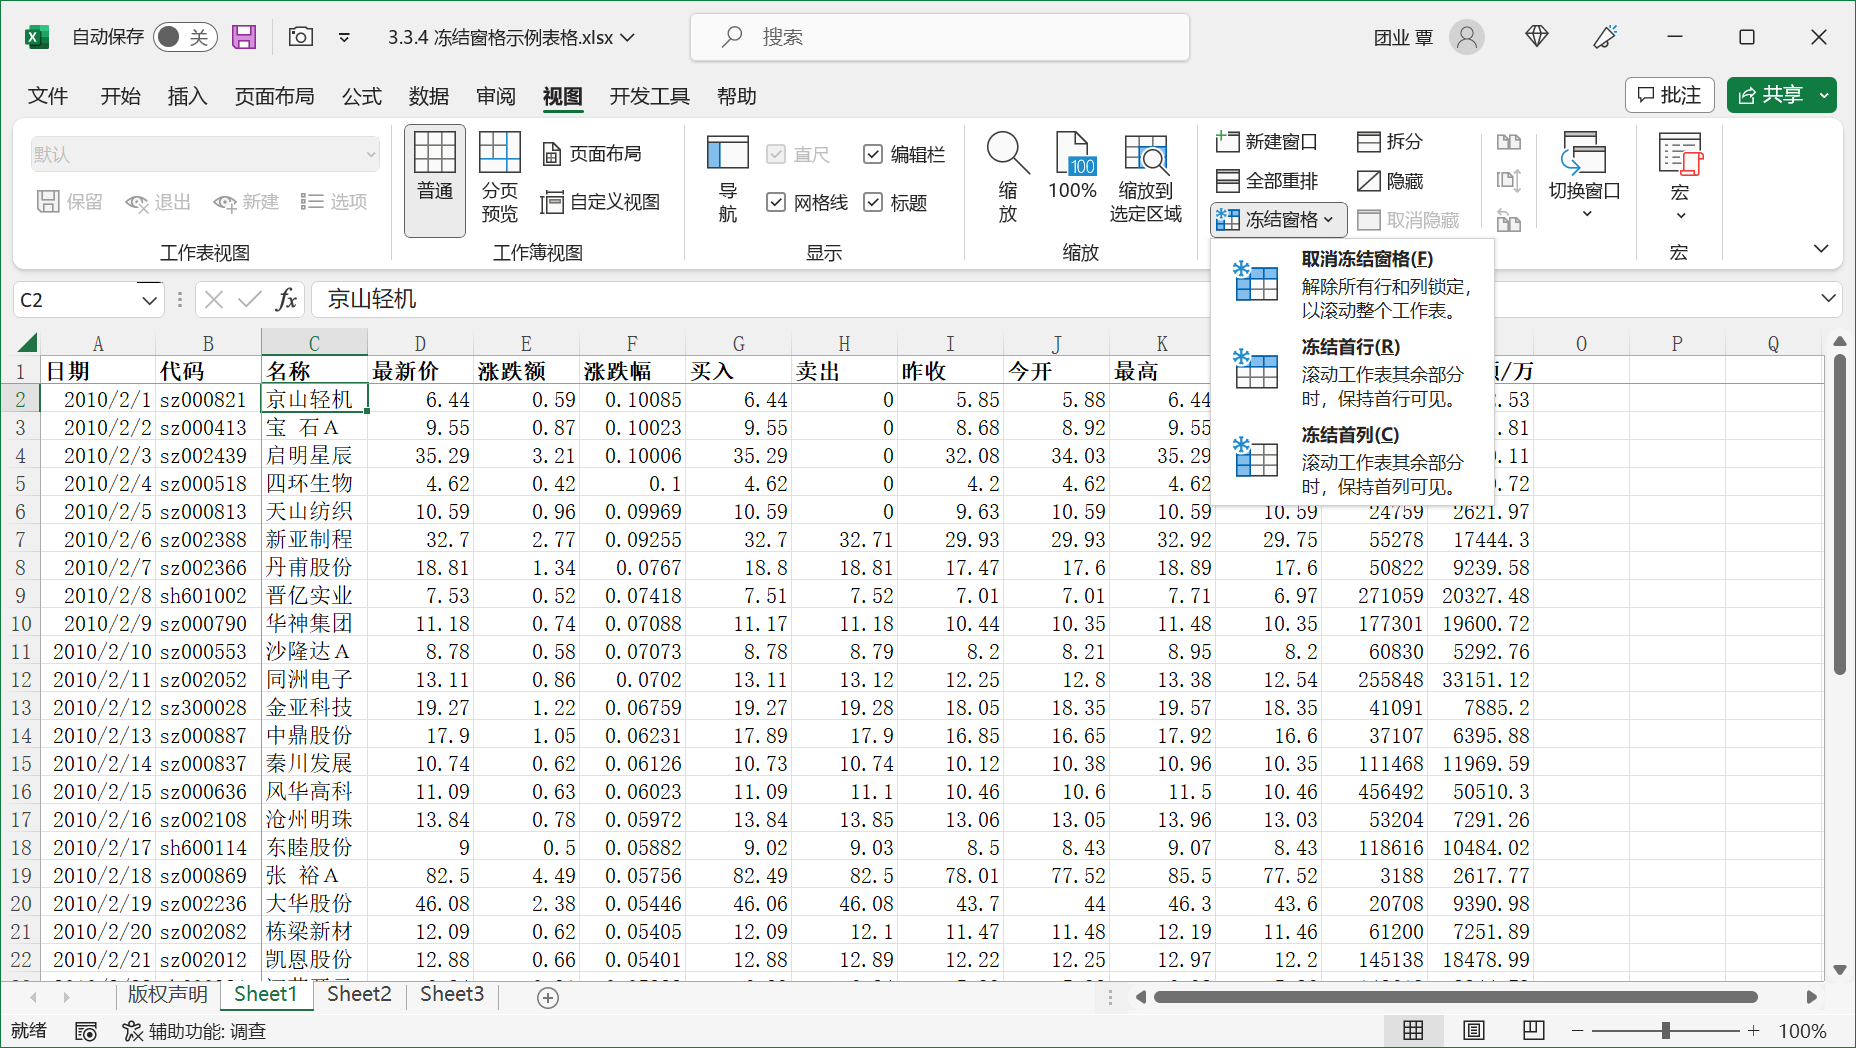 自动保存 关 3.3.4 冻结窗格示例表格.xlsx 搜索 团业 覃
文件 开始 插入 页面布局 公式 数据 审阅 视图 开发工具 帮助 批注 共享
默认
保留 退出 新建 选项
工作表视图
普通 分页预览 页面布局 自定义视图
工作簿视图
导航 直尺 编辑栏 网格线 标题
显示
缩放 100% 缩放到选定区域
缩放
新建窗口 全部重排 冻结窗格 拆分 隐藏 取消隐藏
切换窗口 宏
宏
取消冻结窗格(F)
解除所有行和列锁定，
以滚动整个工作表。
冻结首行(R)
滚动工作表其余部分
时，保持首行可见。
冻结首列(C)
滚动工作表其余部分
时，保持首列可见。
C2 fx 京山轻机
A B C D E F G H I J K O P Q
1 日期 代码 名称 最新价 涨跌额 涨跌幅 买入 卖出 昨收 今开 最高 /万
2 2010/2/1 sz000821 京山轻机 6.44 0.59 0.10085 6.44 0 5.85 5.88 6.44 .53
3 2010/2/2 sz000413 宝 石A 9.55 0.87 0.10023 9.55 0 8.68 8.92 9.55 .81
4 2010/2/3 sz002439 启明星辰 35.29 3.21 0.10006 35.29 0 32.08 34.03 35.29 .11
5 2010/2/4 sz000518 四环生物 4.62 0.42 0.1 4.62 0 4.2 4.62 4.62 .72
6 2010/2/5 sz000813 天山纺织 10.59 0.96 0.09969 10.59 0 9.63 10.59 10.59 10.59 24759 2621.97
7 2010/2/6 sz002388 新亚制程 32.7 2.77 0.09255 32.7 32.71 29.93 29.93 32.92 29.75 55278 17444.3
8 2010/2/7 sz002366 丹甫股份 18.81 1.34 0.0767 18.8 18.81 17.47 17.6 18.89 17.6 50822 9239.58
9 2010/2/8 sh601002 晋亿实业 7.53 0.52 0.07418 7.51 7.52 7.01 7.01 7.71 6.97 271059 20327.48
10 2010/2/9 sz000790 华神集团 11.18 0.74 0.07088 11.17 11.18 10.44 10.35 11.48 10.35 177301 19600.72
11 2010/2/10 sz000553 沙隆达A 8.78 0.58 0.07073 8.78 8.79 8.2 8.21 8.95 8.2 60830 5292.76
12 2010/2/11 sz002052 同洲电子 13.11 0.86 0.0702 13.11 13.12 12.25 12.8 13.38 12.54 255848 33151.12
13 2010/2/12 sz300028 金亚科技 19.27 1.22 0.06759 19.27 19.28 18.05 18.35 19.57 18.35 41091 7885.2
14 2010/2/13 sz000887 中鼎股份 17.9 1.05 0.06231 17.89 17.9 16.85 16.65 17.92 16.6 37107 6395.88
15 2010/2/14 sz000837 秦川发展 10.74 0.62 0.06126 10.73 10.74 10.12 10.38 10.96 10.35 111468 11969.59
16 2010/2/15 sz000636 风华高科 11.09 0.63 0.06023 11.09 11.1 10.46 10.6 11.5 10.46 456492 50510.3
17 2010/2/16 sz002108 沧州明珠 13.84 0.78 0.05972 13.84 13.85 13.06 13.05 13.96 13.03 53204 7291.26
18 2010/2/17 sh600114 东睦股份 9 0.5 0.05882 9.02 9.03 8.5 8.43 9.07 8.43 118616 10484.02
19 2010/2/18 sz000869 张 裕A 82.5 4.49 0.05756 82.49 82.5 78.01 77.52 85.5 77.52 3188 2617.77
20 2010/2/19 sz002236 大华股份 46.08 2.38 0.05446 46.06 46.08 43.7 44 46.3 43.6 20708 9390.98
21 2010/2/20 sz002082 栋梁新材 12.09 0.62 0.05405 12.09 12.1 11.47 11.48 12.19 11.46 61200 7251.89
22 2010/2/21 sz002012 凯恩股份 12.88 0.66 0.05401 12.88 12.89 12.22 12.25 12.97 12.2 145138 18478.99
版权声明 Sheet1 Sheet2 Sheet3
就绪 辅助功能: 调查 100%